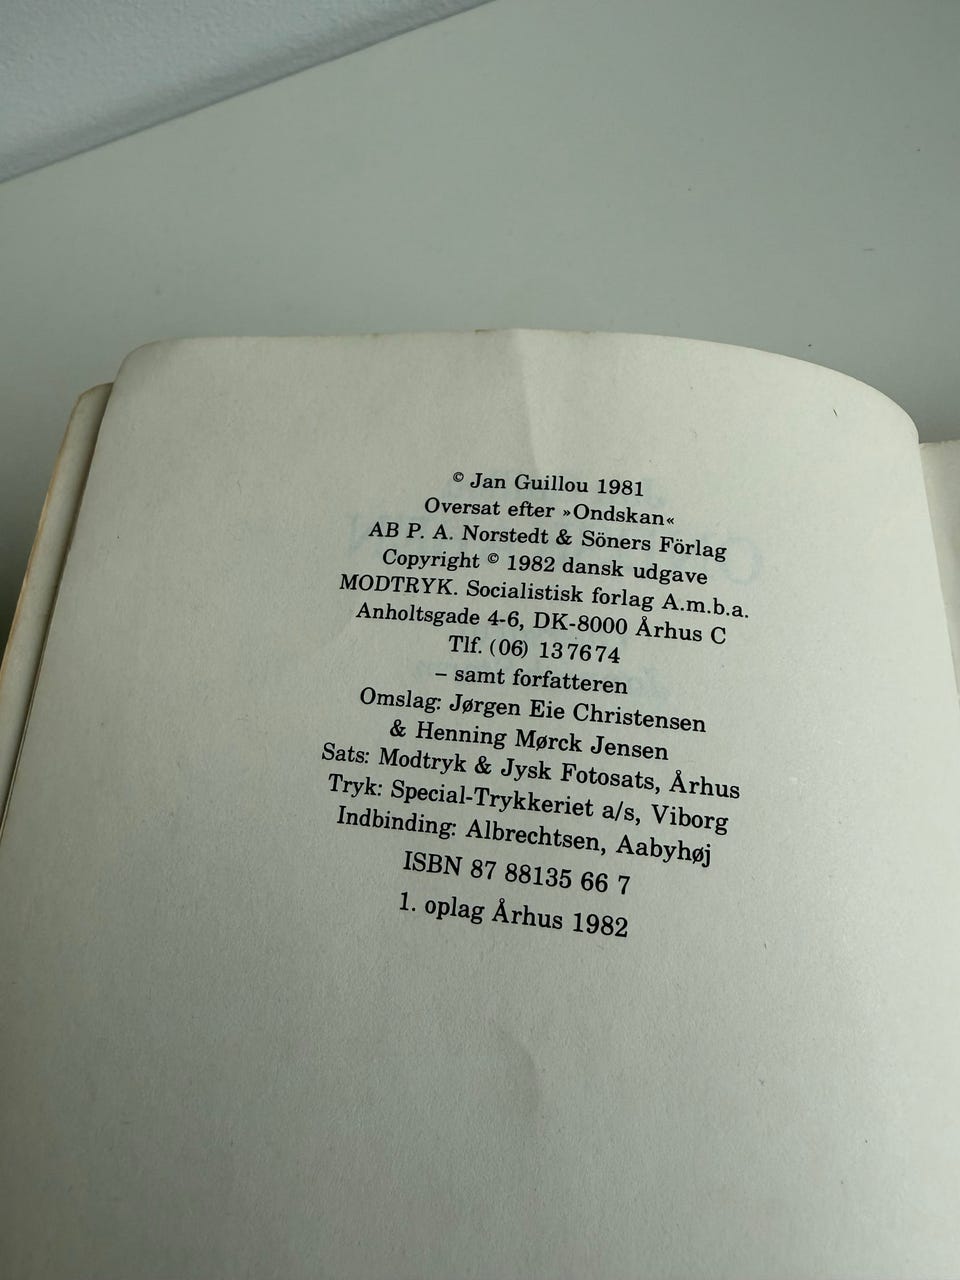 © Jan Guillou 1981
Oversat efter »Ondskan«
AB P. A. Norstedt & Söners Förlag
Copyright © 1982 dansk udgave
MODTRYK. Socialistisk forlag A.m.b.a.
Anholtsgade 4-6, DK-8000 Århus C
Tlf. (06) 137674
– samt forfatteren
Omslag: Jørgen Eie Christensen
& Henning Mørck Jensen
Sats: Modtryk & Jysk Fotosats, Århus
Tryk: Special-Trykkeriet a/s, Viborg
Indbinding: Albrechtsen, Aabyhøj
ISBN 87 88135 66 7
1. oplag Århus 1982